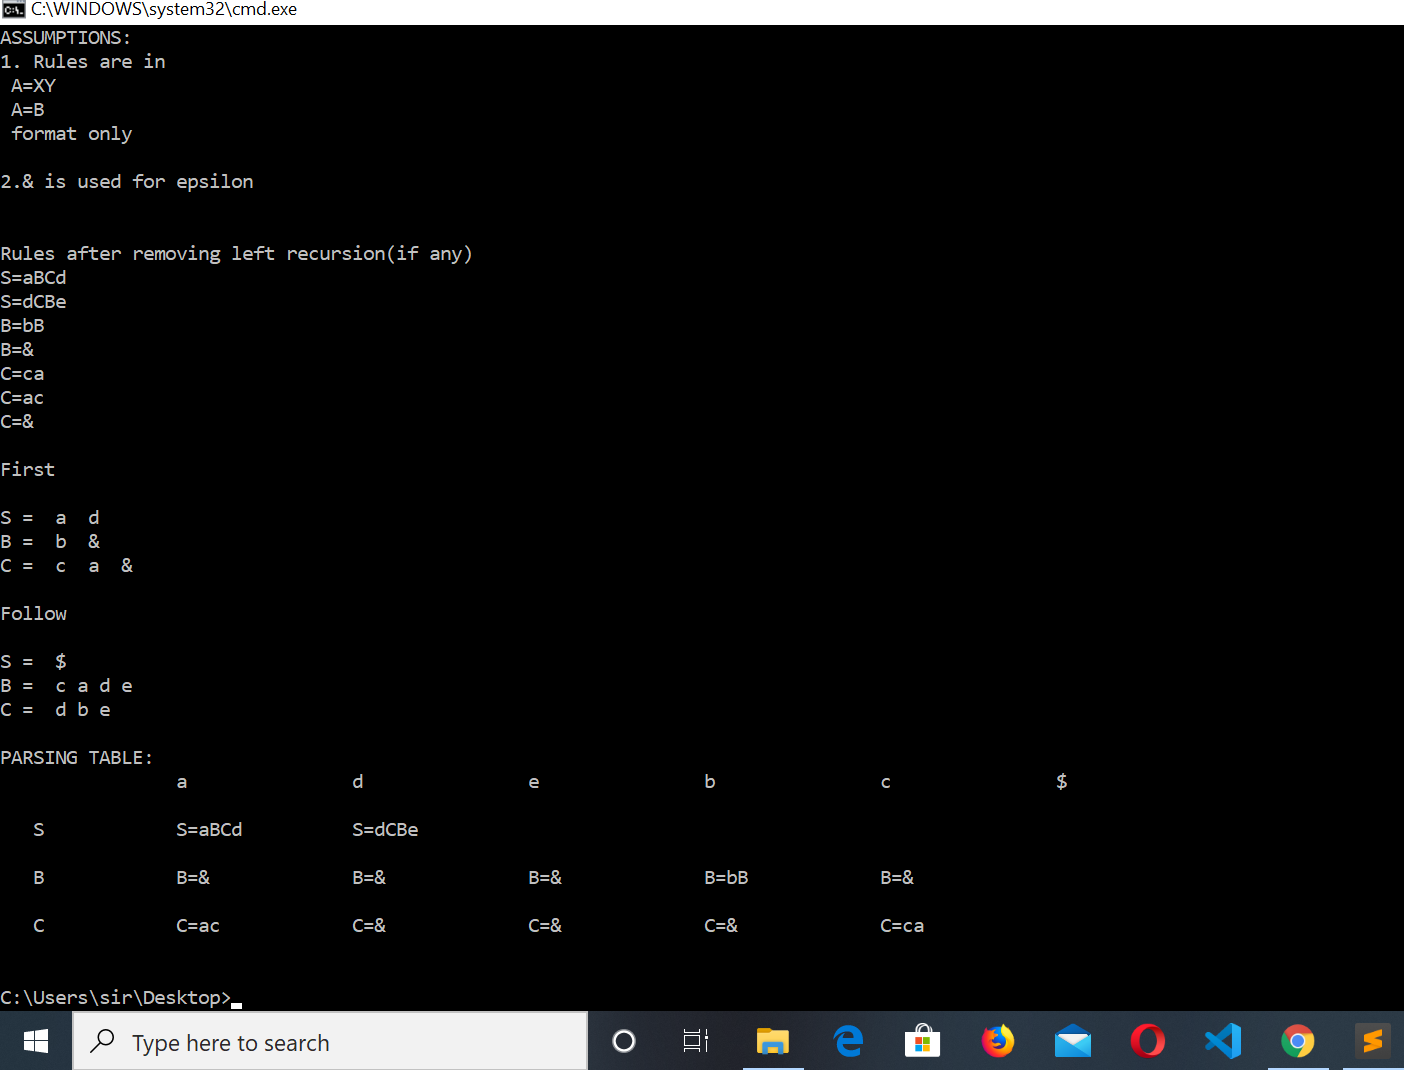 C:\WINDOWS\system32\cmd.exe
ASSUMPTIONS:
1. Rules are in
A=XY
A=B
format only
2.& is used for epsilon
Rules after removing left recursion(if any)
S=aBCd
S=dCBe
B=bB
B=&
C=ca
C=ac
C=&
First
S = a d
B = b &
C = c a &
Follow
S = $
B = c a d e
C = d b e
PARSING TABLE:
a d e b c $
S S=aBCd S=dCBe
B B=& B=& B=& B=bB B=&
C C=ac C=& C=& C=& C=ca
C:\Users\sir\Desktop>
Type here to search